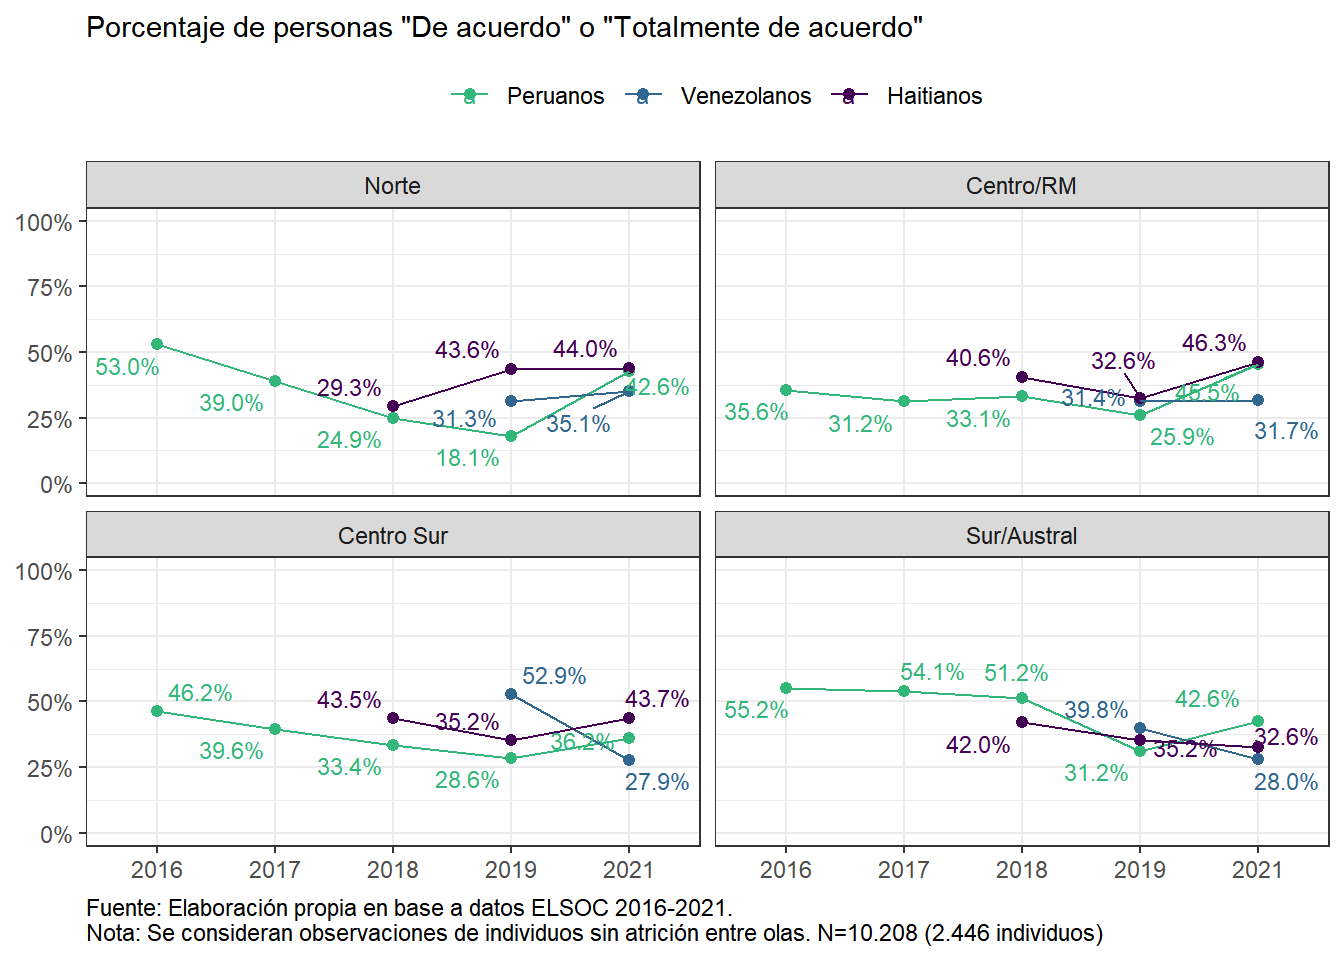 Porcentaje de personas "De acuerdo" o "Totalmente de acuerdo"
a Peruanos a Venezolanos a Haitianos
Norte Centro/RM
100%
75%
50%
25%
0%
53.0% 39.0% 29.3% 24.9% 43.6% 31.3% 18.1% 44.0% 42.6% 35.1%
35.6% 31.2% 40.6% 33.1% 32.6% 31.4% 25.9% 46.3% 45.5% 31.7%
Centro Sur Sur/Austral
100%
75%
50%
25%
0%
46.2% 39.6% 43.5% 33.4% 52.9% 35.2% 28.6% 43.7% 36.2% 27.9%
55.2% 54.1% 51.2% 42.0% 39.8% 35.2% 31.2% 42.6% 32.6% 28.0%
2016 2017 2018 2019 2021 2016 2017 2018 2019 2021
Fuente: Elaboración propia en base a datos ELSOC 2016-2021.
Nota: Se consideran observaciones de individuos sin atrición entre olas. N=10.208 (2.446 individuos)